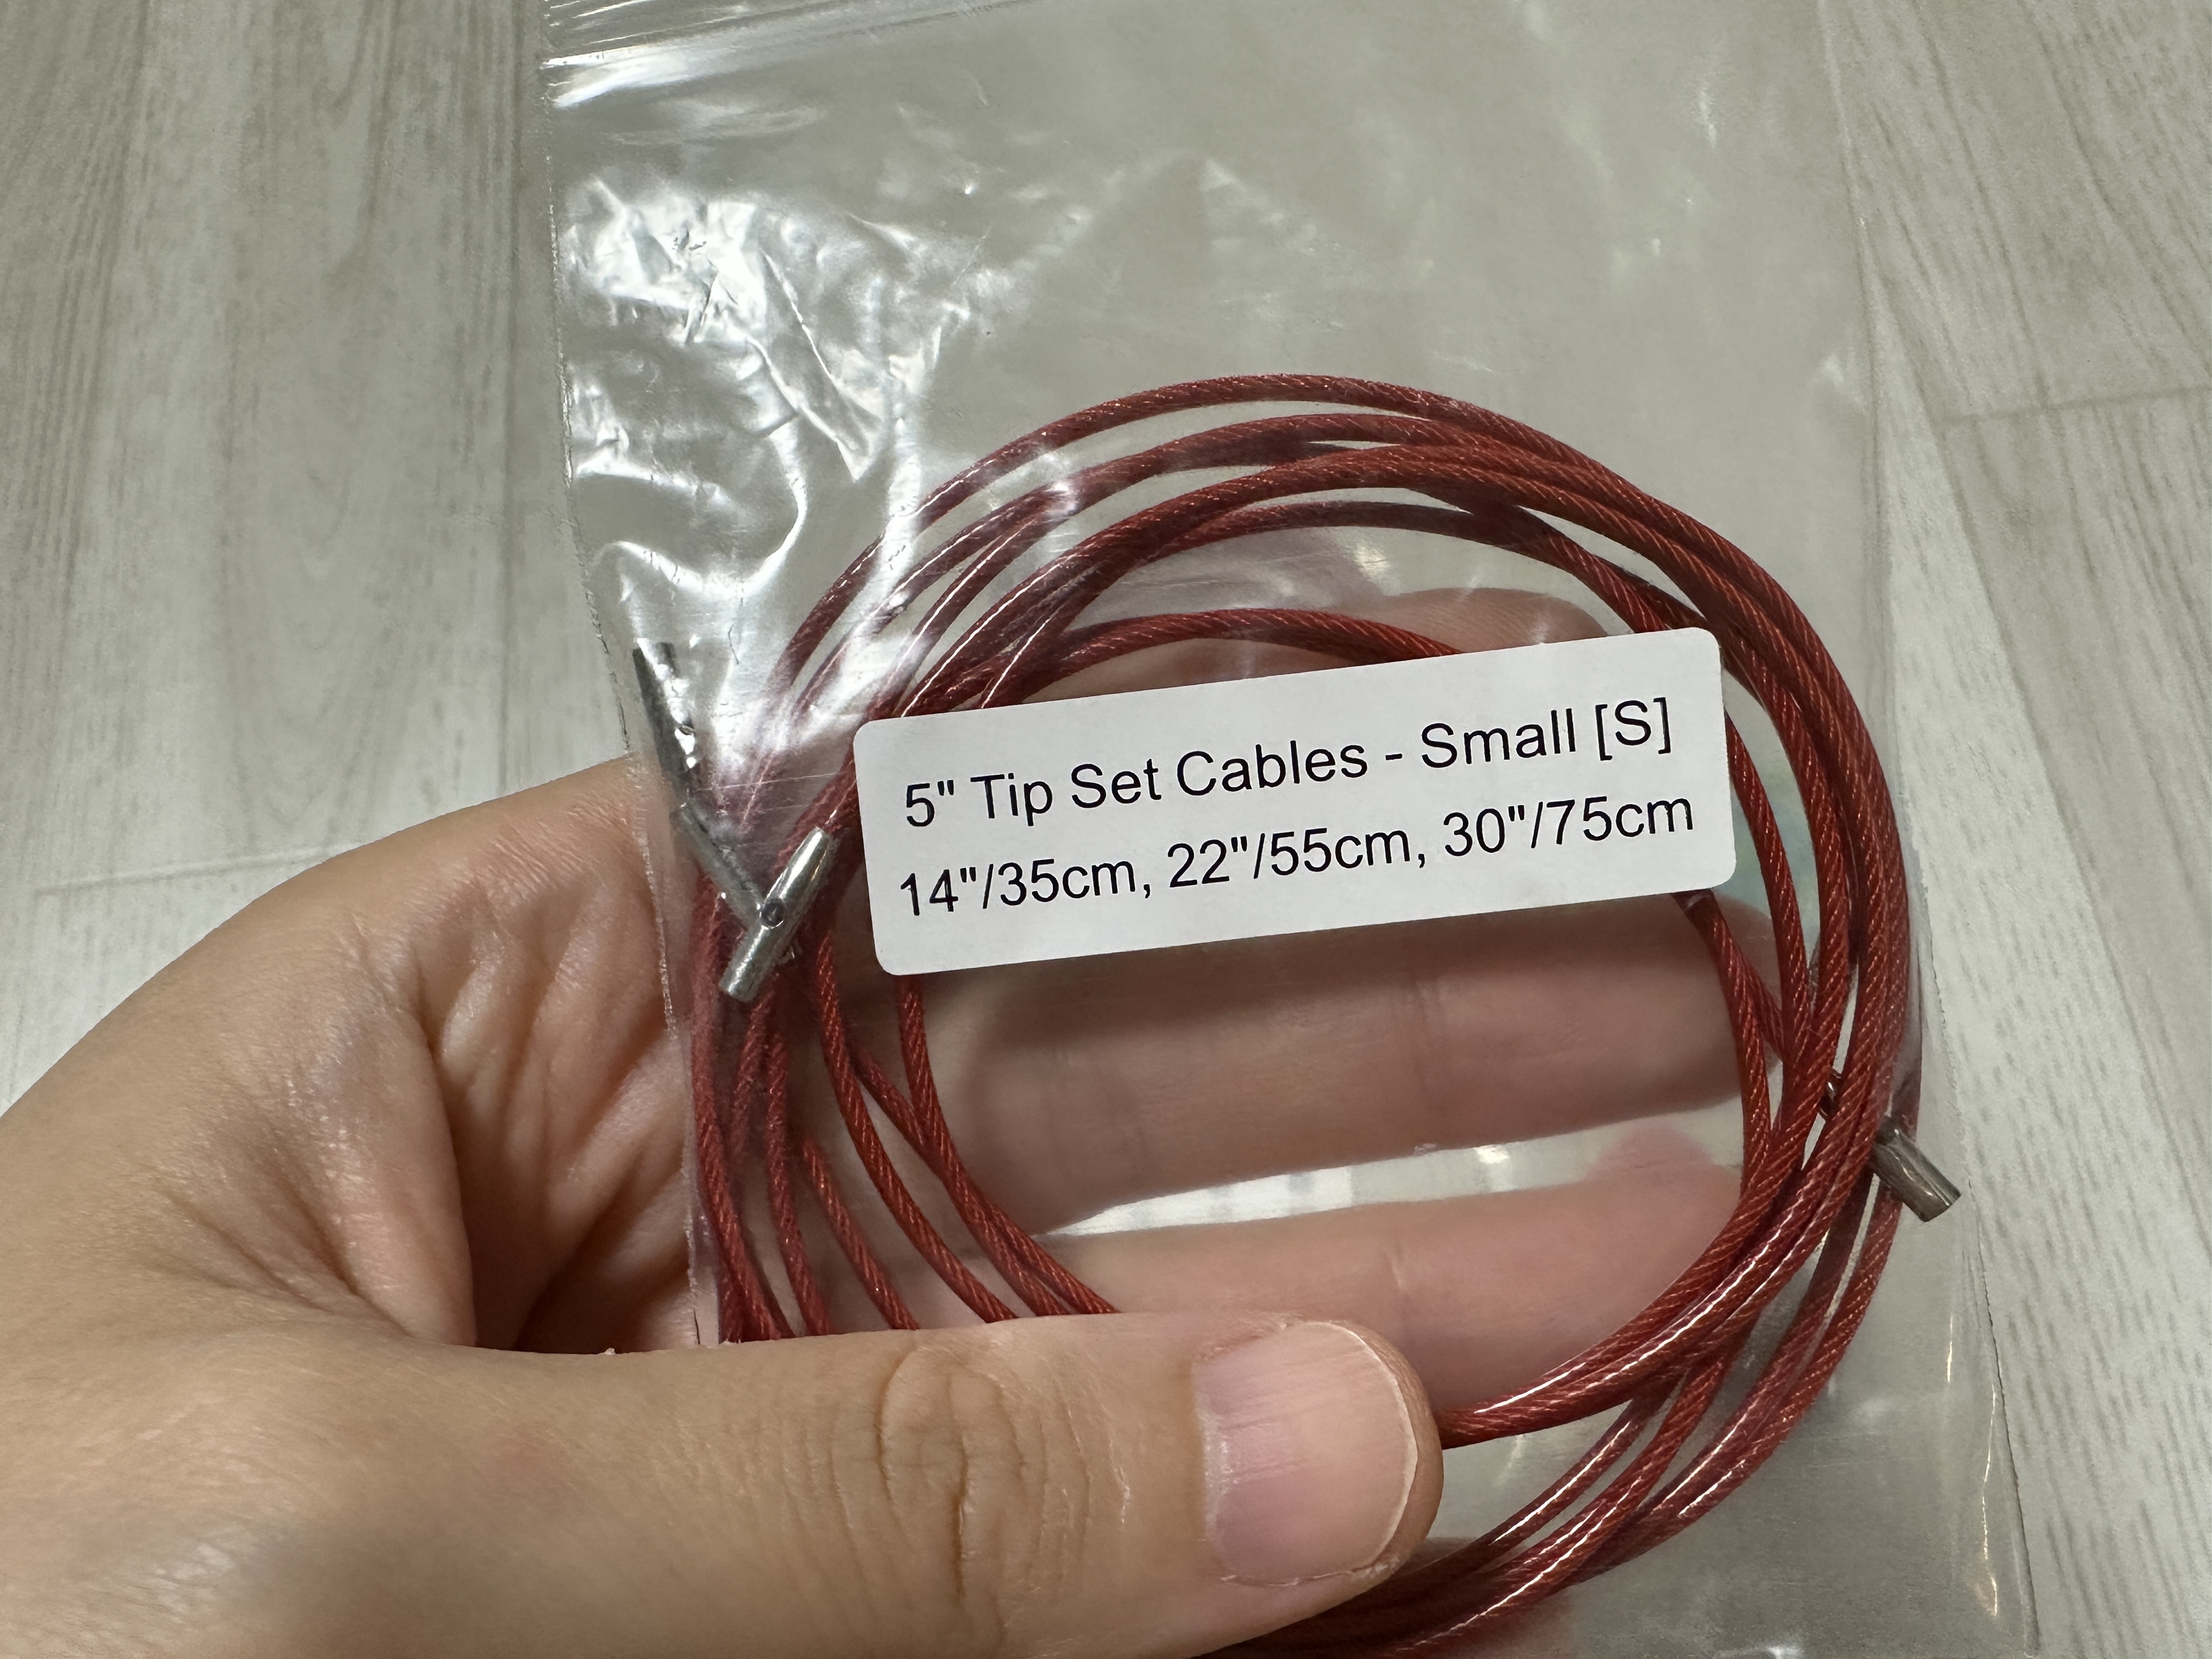 5" Tip Set Cables - Small [S]
14"/35cm, 22"/55cm, 30"/75cm